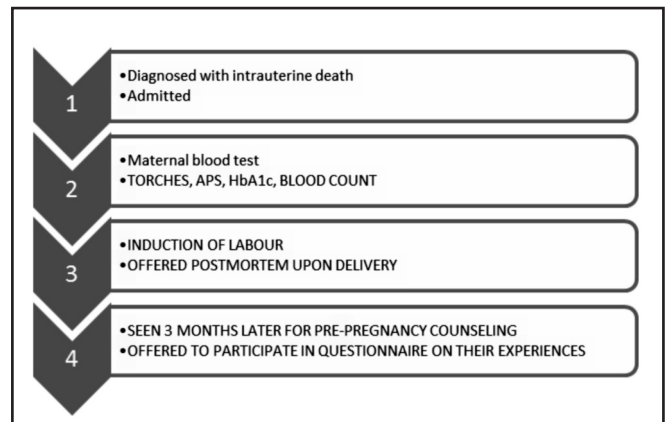 1
•Diagnosed with intrauterine death
•Admitted
2
•Maternal blood test
•TORCHES, APS, HbA1c, BLOOD COUNT
3
•INDUCTION OF LABOUR
•OFFERED POSTMORTEM UPON DELIVERY
4
•SEEN 3 MONTHS LATER FOR PRE-PREGNANCY COUNSELING
•OFFERED TO PARTICIPATE IN QUESTIONNAIRE ON THEIR EXPERIENCES